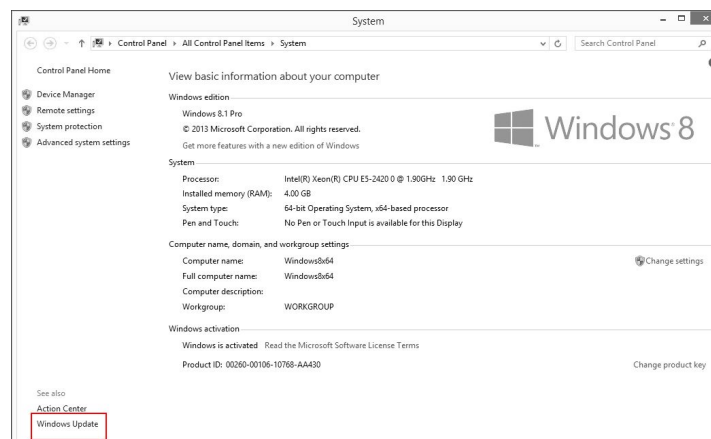 System
Control Panel ▸ All Control Panel Items ▸ System
Search Control Panel
Control Panel Home
Device Manager
Remote settings
System protection
Advanced system settings
View basic information about your computer
Windows edition
Windows 8.1 Pro
© 2013 Microsoft Corporation. All rights reserved.
Get more features with a new edition of Windows
Windows 8
System
Processor: Intel(R) Xeon(R) CPU E5-2420 0 @ 1.90GHz 1.90 GHz
Installed memory (RAM): 4.00 GB
System type: 64-bit Operating System, x64-based processor
Pen and Touch: No Pen or Touch Input is available for this Display
Computer name, domain, and workgroup settings
Computer name: Windows8x64
Change settings
Full computer name: Windows8x64
Computer description:
Workgroup: WORKGROUP
Windows activation
Windows is activated Read the Microsoft Software License Terms
Product ID: 00260-00106-10768-AA430
Change product key
See also
Action Center
Windows Update